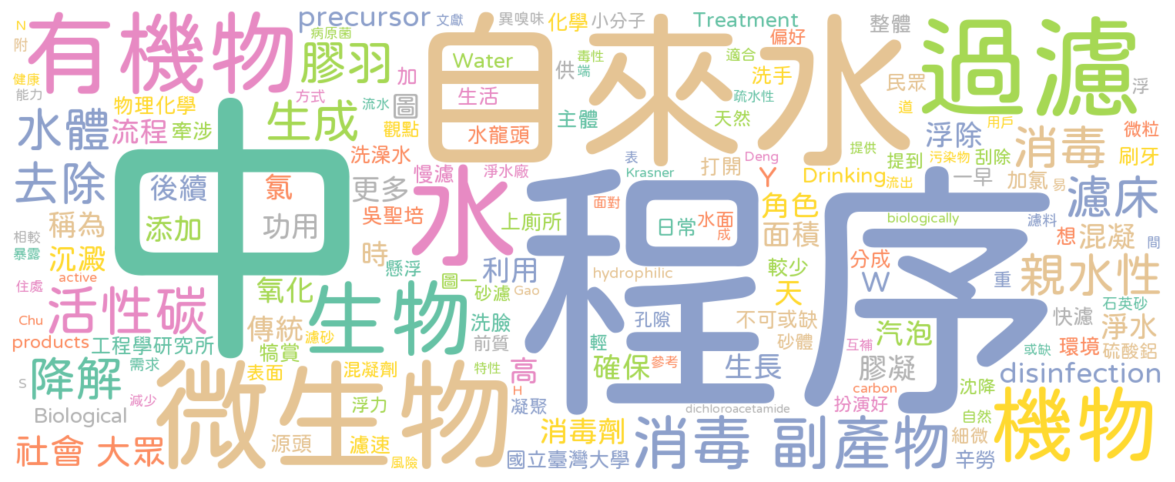 有機物
precursor
文獻
異嗅味
化學
小分子
Treatment
整體
N
附
病原菌
膠羽
加
自來水
Water
供
毒性
端
偏好
適合
洗手
民眾
過濾
浮
健康
能力
物理化學
方式
流水
圖
生活
疏水性
道
水體
流程
牽涉
生成
觀點
水龍頭
主體
天然
用戶
浮除
消毒
微粒
去除
中
洗澡水
慢濾
淨水廠
表
Krasner
打開
Deng
Drinking
提供
提到
污染物
刮除
刷牙
後續
氯
更多
水
面對
Y
流出
一早
加氯
易
濾床
稱為
添加
功用
吳聖培
上廁所
日常
水面
成
角色
面積
biologically
濾料
想
混凝
間
相較
暴露
沉澱
時
懸浮
圖一
利用
hydrophilic
程序
較少
分成
W
重
親水性
住處
active
氧化
生物
砂濾
Gao
天
石英砂
活性碳
傳統
濾砂
洗臉
孔隙
不可或缺
汽泡
快濾
淨水
Chu
products
工程學研究所
犒賞
前質
輕
砂體
互補
膠凝
或缺
環境
硫酸鋁
S
降解
需求
表面
混凝劑
特性
高
確保
參考
生長
carbon
沈降
disinfection
Biological
減少
微生物
浮力
H
凝聚
dichloroacetamide
扮演好
自然
機物
社會 大眾
源頭
濾速
風險
消毒劑
國立臺灣大學
消毒 副產物
細微
辛勞